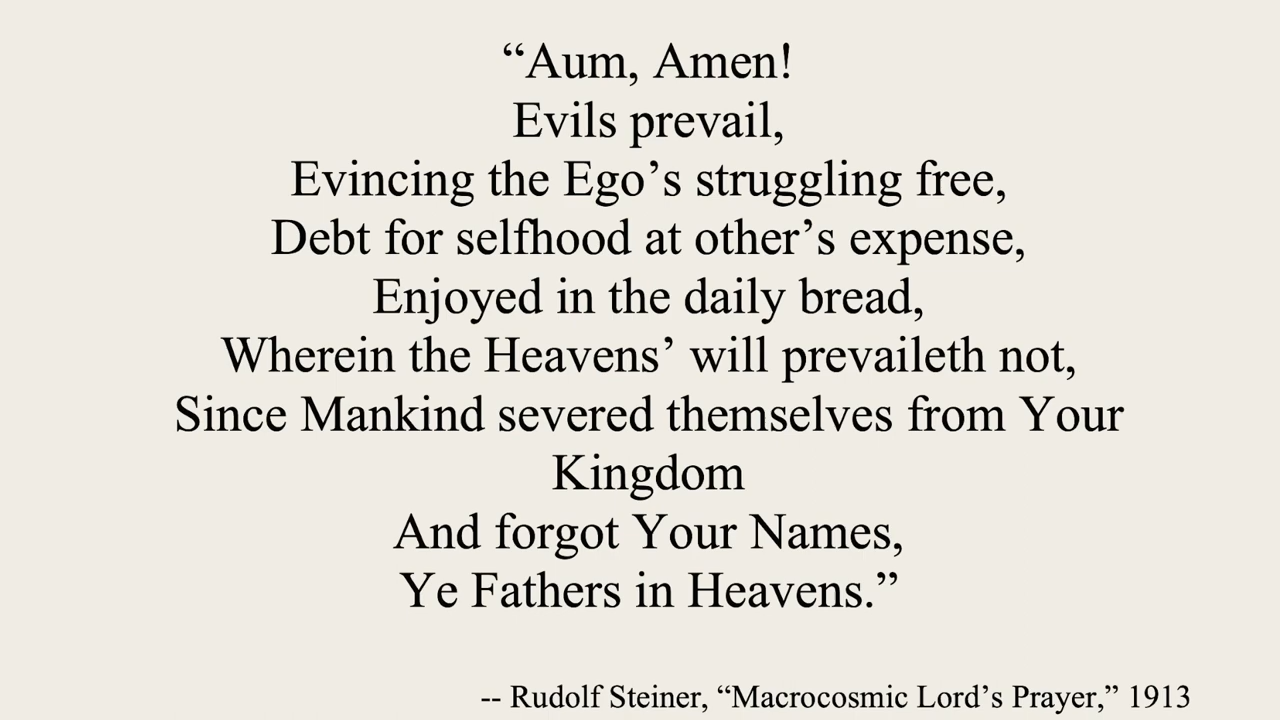 “Aum, Amen!
Evils prevail,
Evincing the Ego’s struggling free,
Debt for selfhood at other’s expense,
Enjoyed in the daily bread,
Wherein the Heavens’ will prevaileth not,
Since Mankind severed themselves from Your
Kingdom
And forgot Your Names,
Ye Fathers in Heavens.”
-- Rudolf Steiner, “Macrocosmic Lord’s Prayer,” 1913